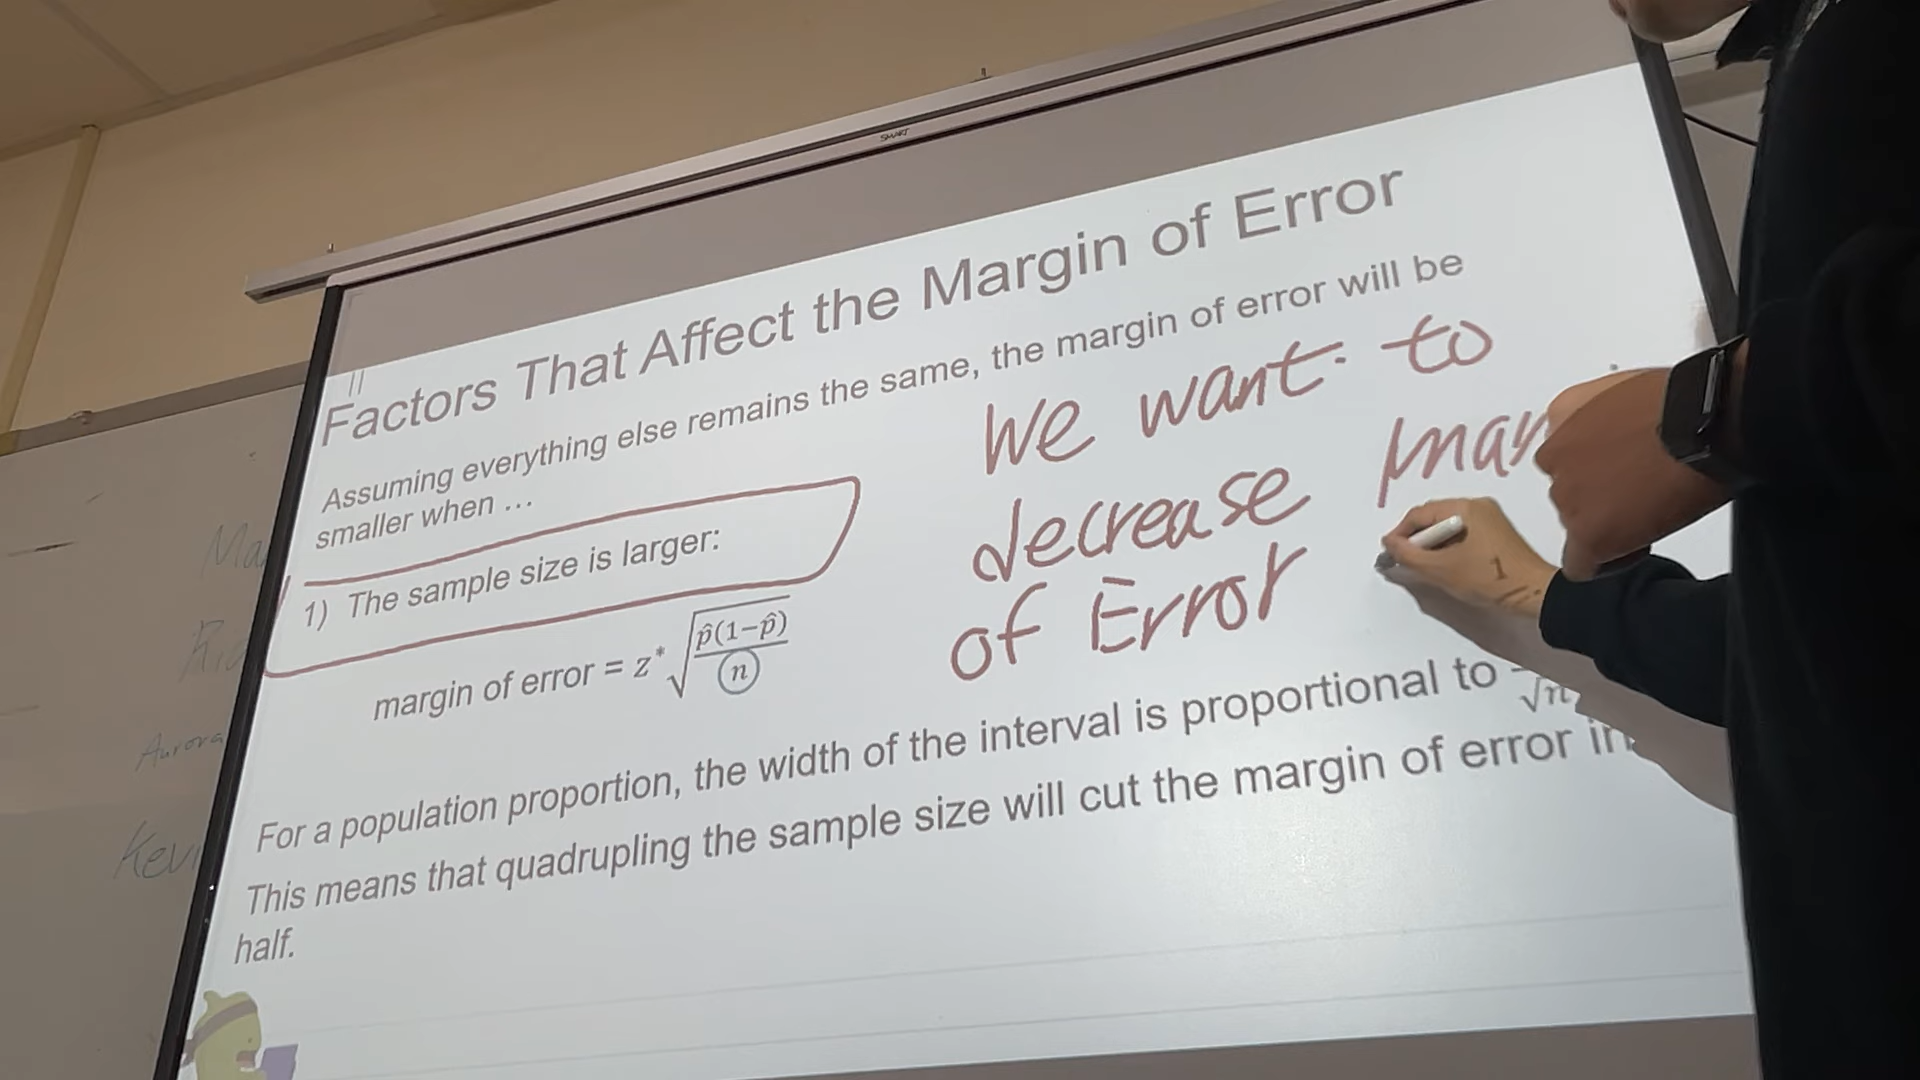 SMART
Factors That Affect the Margin of Error
Assuming everything else remains the same, the margin of error will be
smaller when ...
We want to
decrease
of Error
1) The sample size is larger:
margin of error = z* √(p̂(1−p̂)/n)
For a population proportion, the width of the interval is proportional to
√n
This means that quadrupling the sample size will cut the margin of error in
half.
Aurora